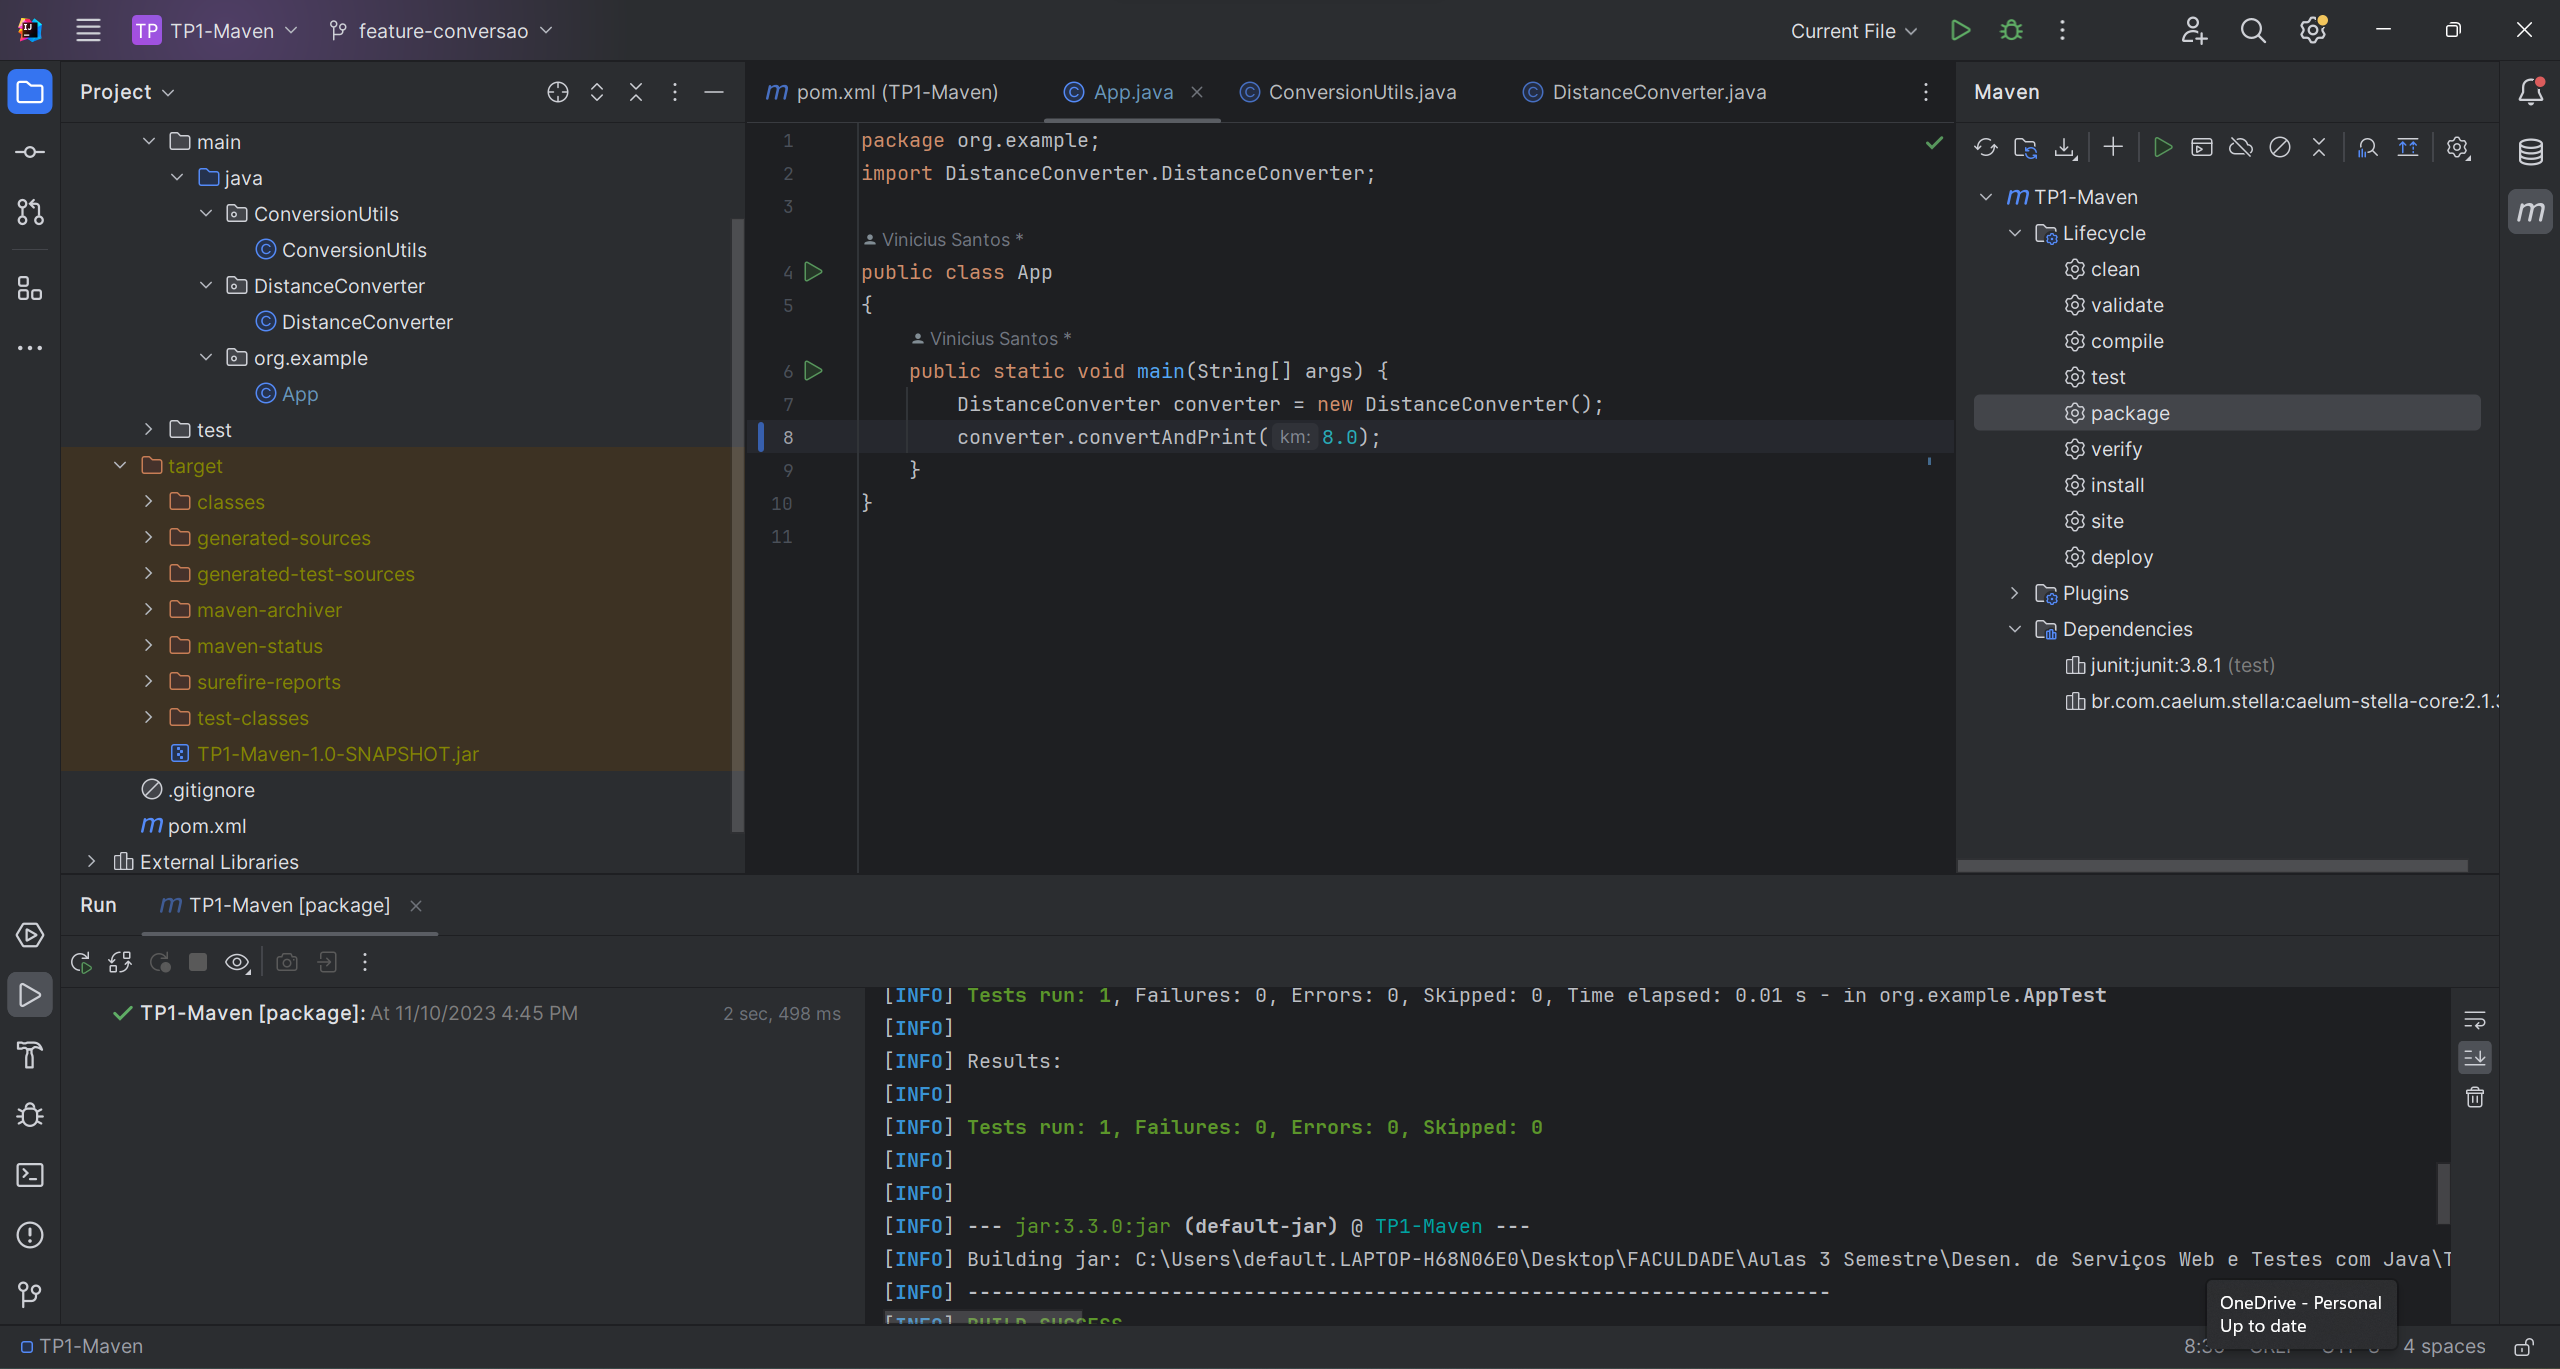 TP TP1-Maven feature-conversao Current File
Project
main
java
ConversionUtils
ConversionUtils
DistanceConverter
DistanceConverter
org.example
App
test
target
classes
generated-sources
generated-test-sources
maven-archiver
maven-status
surefire-reports
test-classes
TP1-Maven-1.0-SNAPSHOT.jar
.gitignore
m pom.xml
External Libraries
m pom.xml (TP1-Maven) App.java ConversionUtils.java DistanceConverter.java
1 package org.example;
2 import DistanceConverter.DistanceConverter;
3
Vinicius Santos *
4 public class App
5 {
Vinicius Santos *
6 public static void main(String[] args) {
7 DistanceConverter converter = new DistanceConverter();
8 converter.convertAndPrint( km: 8.0);
9 }
10 }
11
Maven
m TP1-Maven
Lifecycle
clean
validate
compile
test
package
verify
install
site
deploy
Plugins
Dependencies
junit:junit:3.8.1 (test)
br.com.caelum.stella:caelum-stella-core:2.1.
m
Run m TP1-Maven [package]
TP1-Maven [package]: At 11/10/2023 4:45 PM 2 sec, 498 ms
[INFO] Tests run: 1, Failures: 0, Errors: 0, Skipped: 0, Time elapsed: 0.01 s - in org.example.AppTest
[INFO]
[INFO] Results:
[INFO]
[INFO] Tests run: 1, Failures: 0, Errors: 0, Skipped: 0
[INFO]
[INFO]
[INFO] --- jar:3.3.0:jar (default-jar) @ TP1-Maven ---
[INFO] Building jar: C:\Users\default.LAPTOP-H68N06E0\Desktop\FACULDADE\Aulas 3 Semestre\Desen. de Serviços Web e Testes com Java\T
[INFO] ------------------------------------------------------------------------
[INFO] BUILD SUCCESS
OneDrive - Personal
Up to date
TP1-Maven 4 spaces